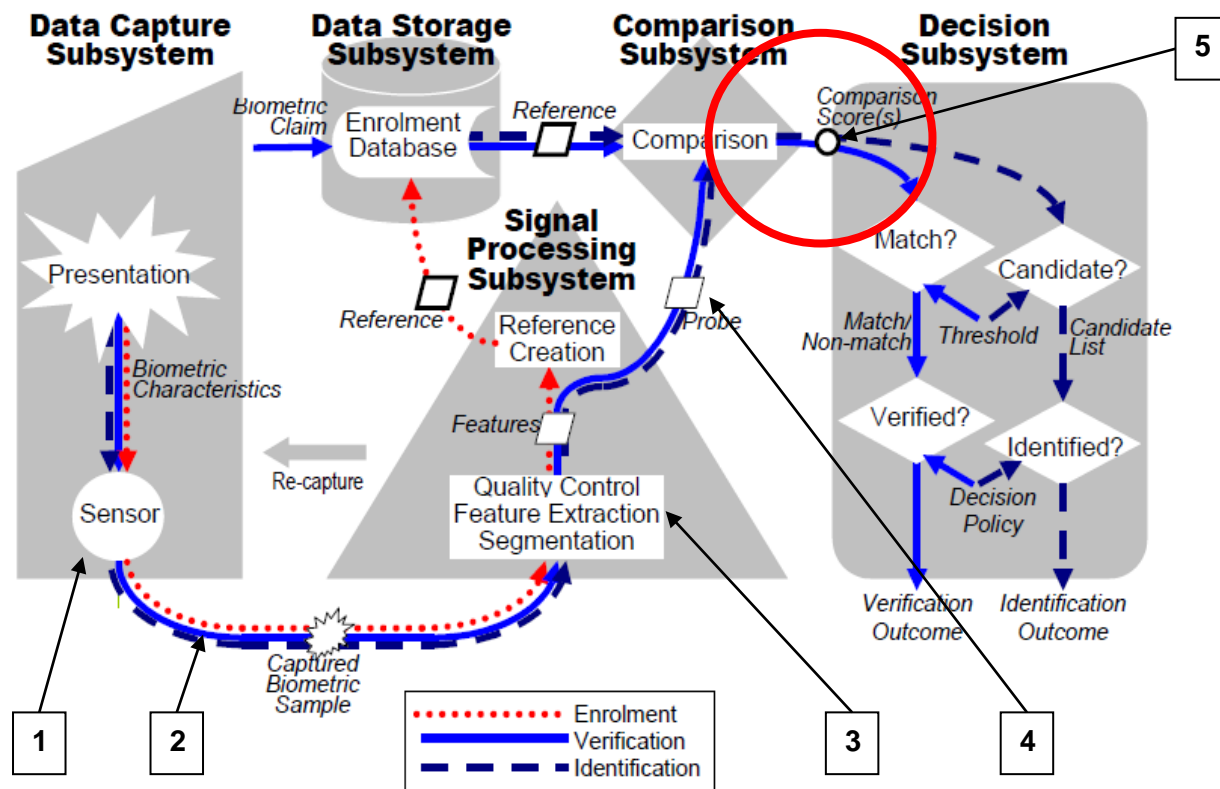 Data Capture
Subsystem
Data Storage
Subsystem
Comparison
Subsystem
Decision
Subsystem
5
Biometric
Claim
Enrolment
Database
Reference
Comparison
Comparison
Score(s)
Signal
Processing
Subsystem
Presentation
Reference
Reference
Creation
Probe
Match?
Candidate?
Match/
Non-match
Threshold
Candidate
List
Biometric
Characteristics
Features
Verified?
Identified?
Re-capture
Sensor
Quality Control
Feature Extraction
Segmentation
Decision
Policy
Verification
Outcome
Identification
Outcome
Captured
Biometric
Sample
1
2
3
4
Enrolment
Verification
Identification